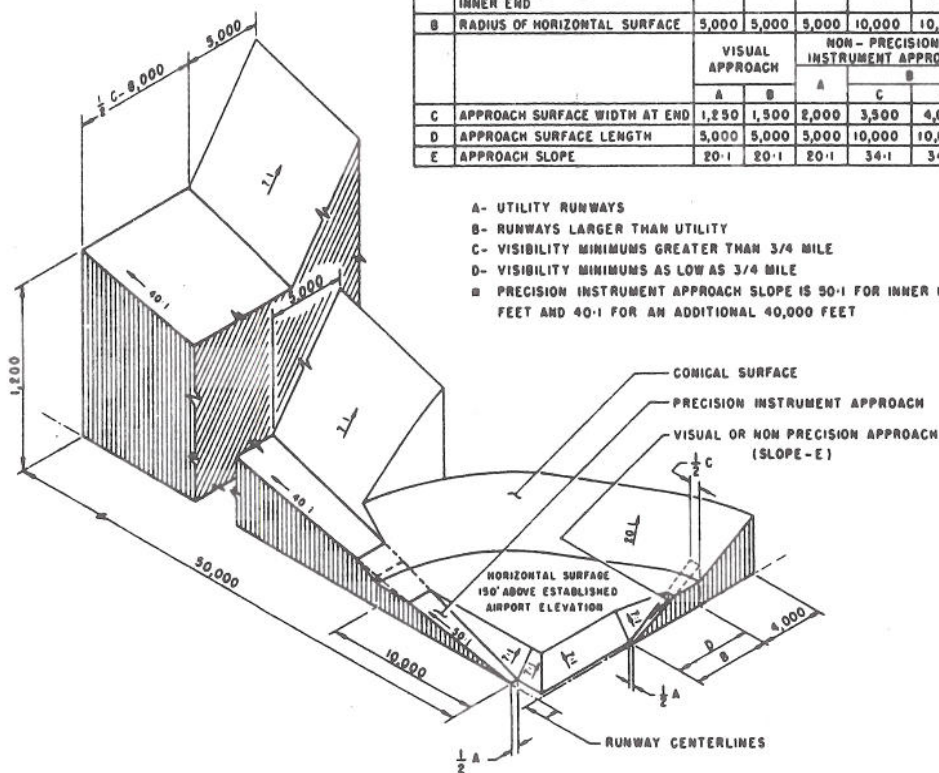 INNER END
B RADIUS OF HORIZONTAL SURFACE 5,000 5,000 5,000 10,000 10,
VISUAL APPROACH
NON - PRECISION INSTRUMENT APPRO
A B A B
C
C APPROACH SURFACE WIDTH AT END 1,250 1,500 2,000 3,500 4,
D APPROACH SURFACE LENGTH 5,000 5,000 5,000 10,000 10,
E APPROACH SLOPE 20:1 20:1 20:1 34:1 3
A- UTILITY RUNWAYS
B- RUNWAYS LARGER THAN UTILITY
C- VISIBILITY MINIMUMS GREATER THAN 3/4 MILE
D- VISIBILITY MINIMUMS AS LOW AS 3/4 MILE
PRECISION INSTRUMENT APPROACH SLOPE IS 50:1 FOR INNER
FEET AND 40:1 FOR AN ADDITIONAL 40,000 FEET
5,000
½ C-8,000
7:1
40:1
5,000
1,200
7:1
40:1
CONICAL SURFACE
PRECISION INSTRUMENT APPROACH
VISUAL OR NON PRECISION APPROACH
(SLOPE-E)
½ C
20:1
HORIZONTAL SURFACE
150' ABOVE ESTABLISHED
AIRPORT ELEVATION
50,000
50:1
7:1
7:1
7:1
7:1
10,000
4,000
D
B
½ A
½ A
RUNWAY CENTERLINES